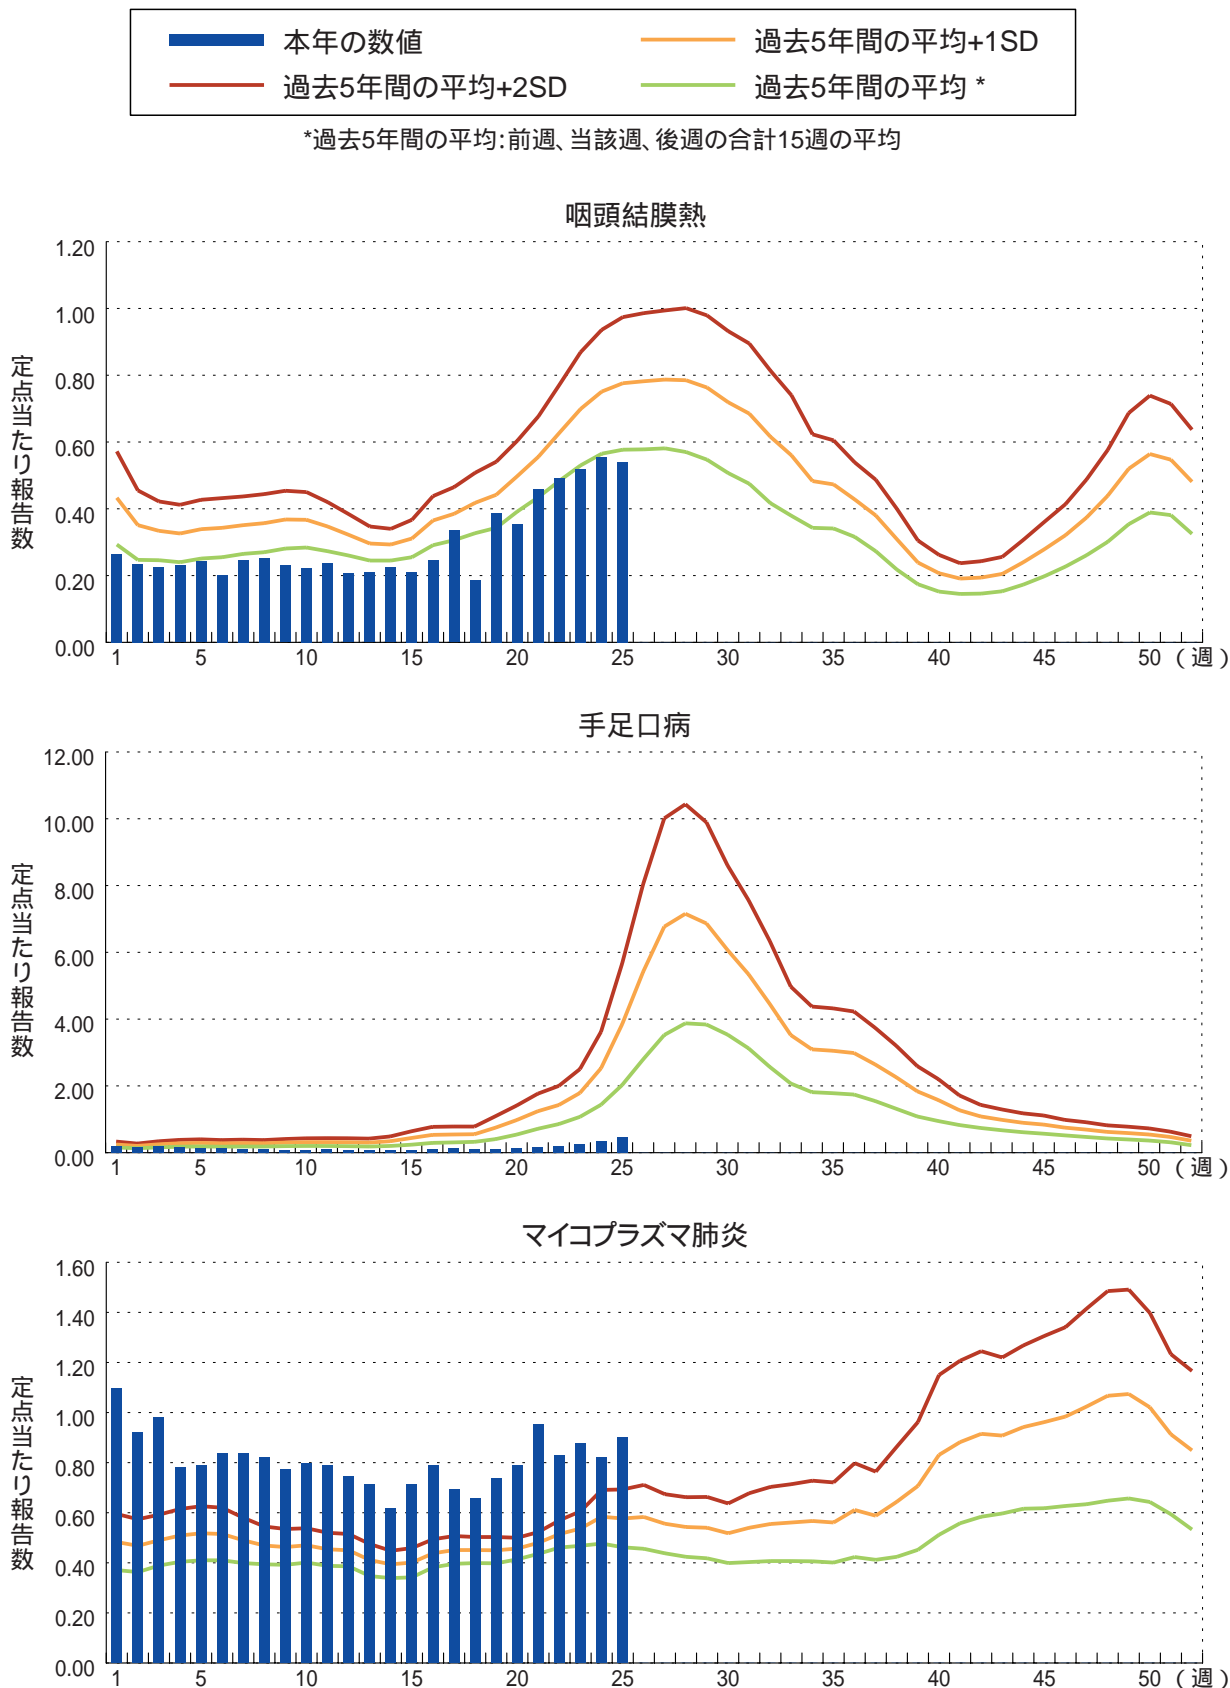 本年の数値
過去5年間の平均+1SD
過去5年間の平均+2SD
過去5年間の平均 *
*過去5年間の平均:前週、当該週、後週の合計15週の平均
咽頭結膜熱
定点当たり報告数
1.20
1.00
0.80
0.60
0.40
0.20
0.00
1 5 10 15 20 25 30 35 40 45 50 (週)
手足口病
定点当たり報告数
12.00
10.00
8.00
6.00
4.00
2.00
0.00
1 5 10 15 20 25 30 35 40 45 50 (週)
マイコプラズマ肺炎
定点当たり報告数
1.60
1.40
1.20
1.00
0.80
0.60
0.40
0.20
0.00
1 5 10 15 20 25 30 35 40 45 50 (週)